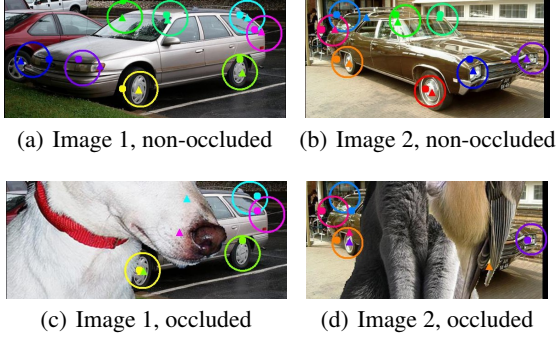 (a) Image 1, non-occluded
(b) Image 2, non-occluded
(c) Image 1, occluded
(d) Image 2, occluded